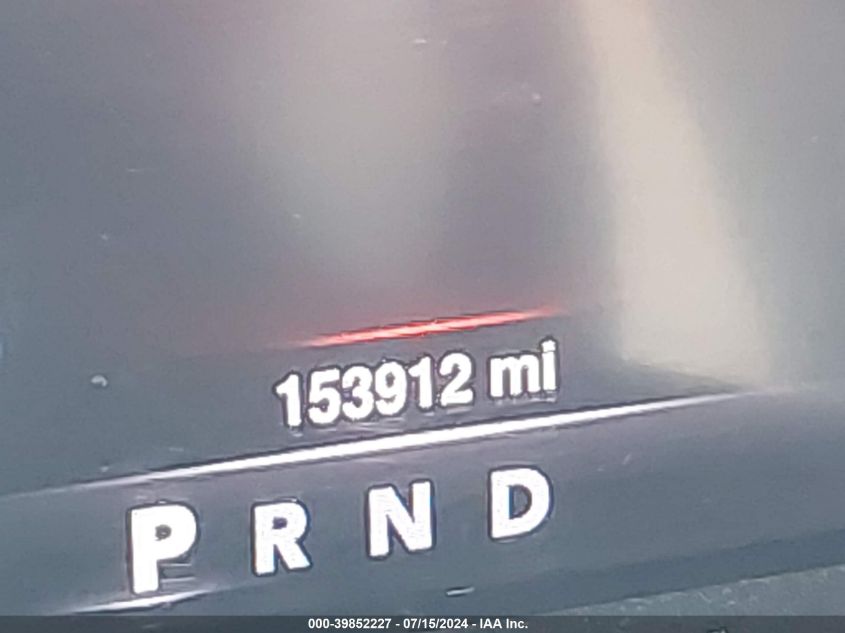 153912 mi
P R N D
000-39852227 - 07/15/2024 - IAA Inc.